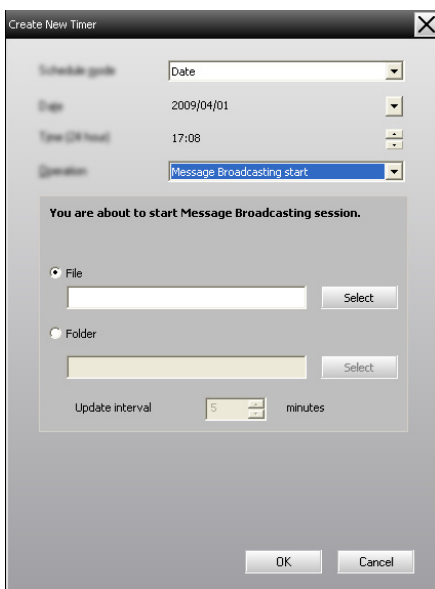 Create New Timer
Date
2009/04/01
17:08
Message Broadcasting start
You are about to start Message Broadcasting session.
File
Select
Folder
Select
Update interval 5 minutes
OK Cancel